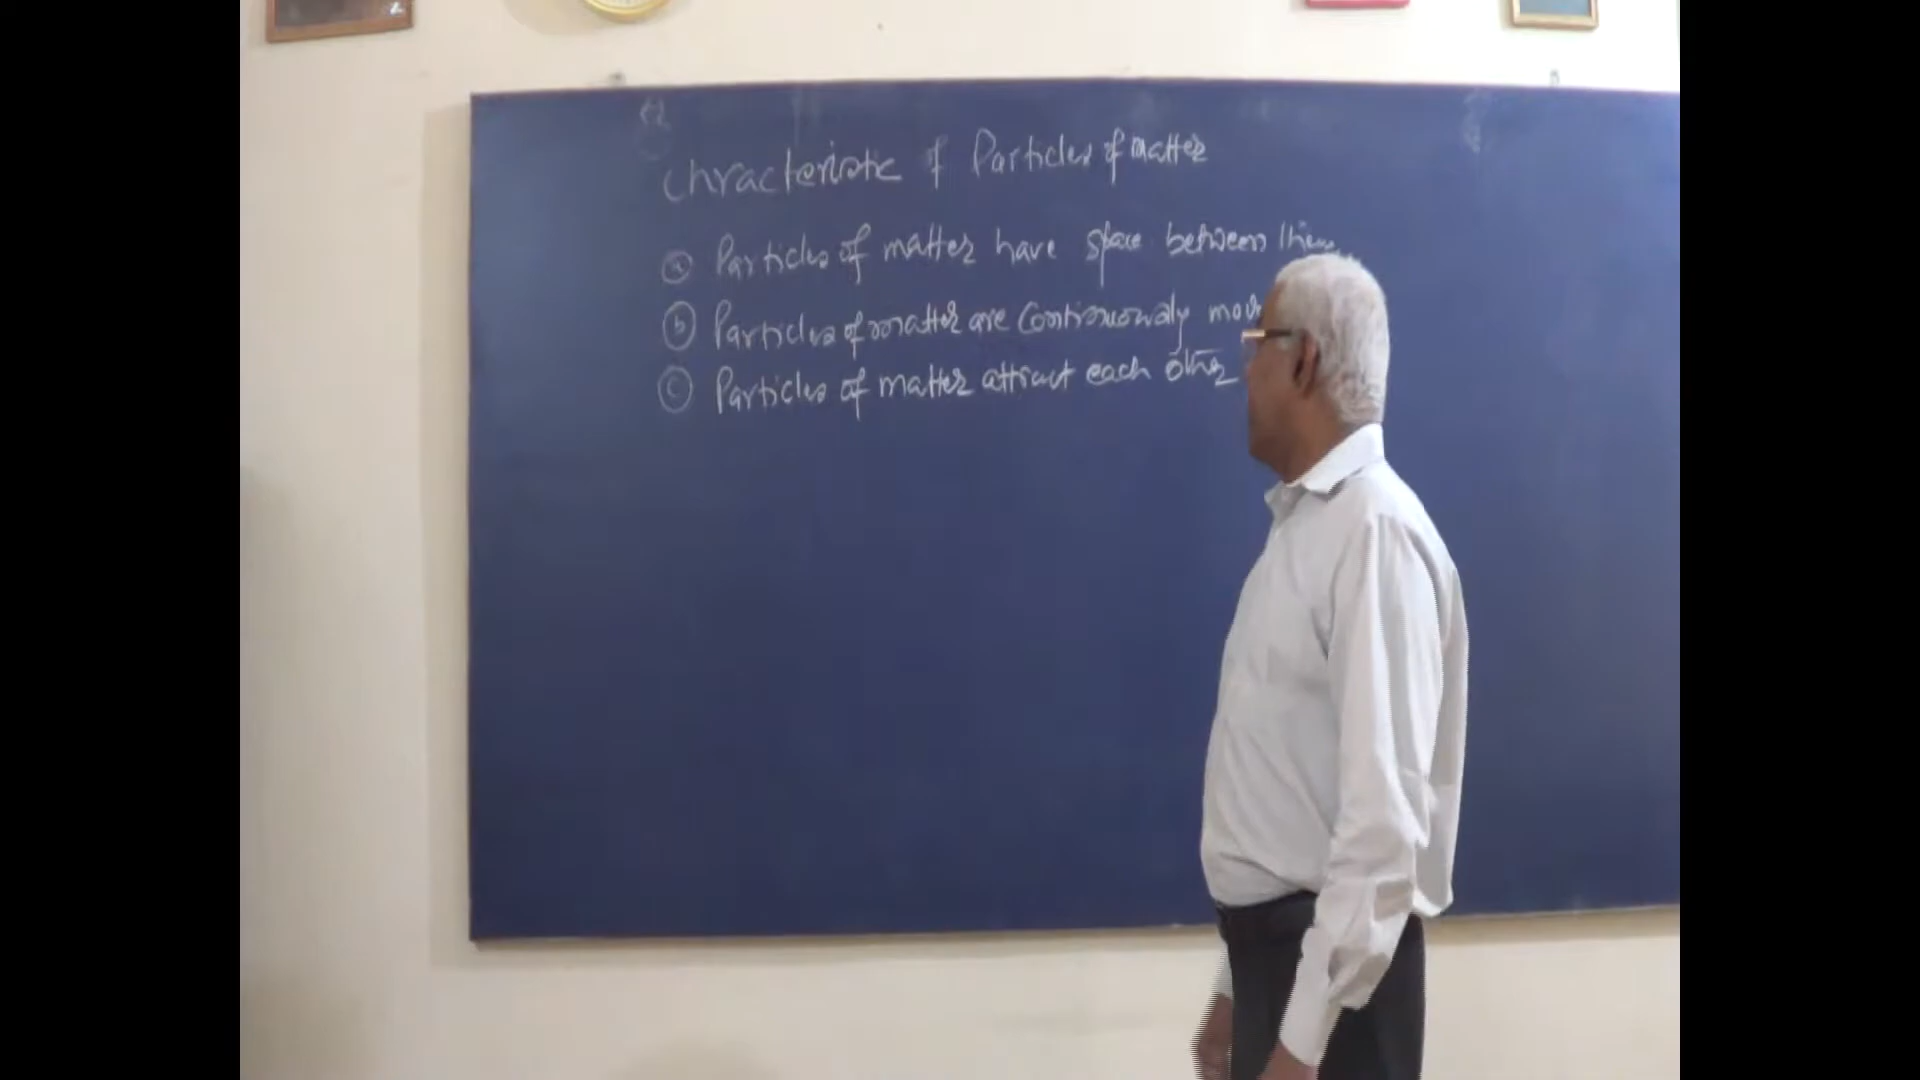 Chracteristic of Particles of matter
(a) Particles of matter have space between them
(b) Particles of matter are Continuously
(c) Particles of matter attract each other